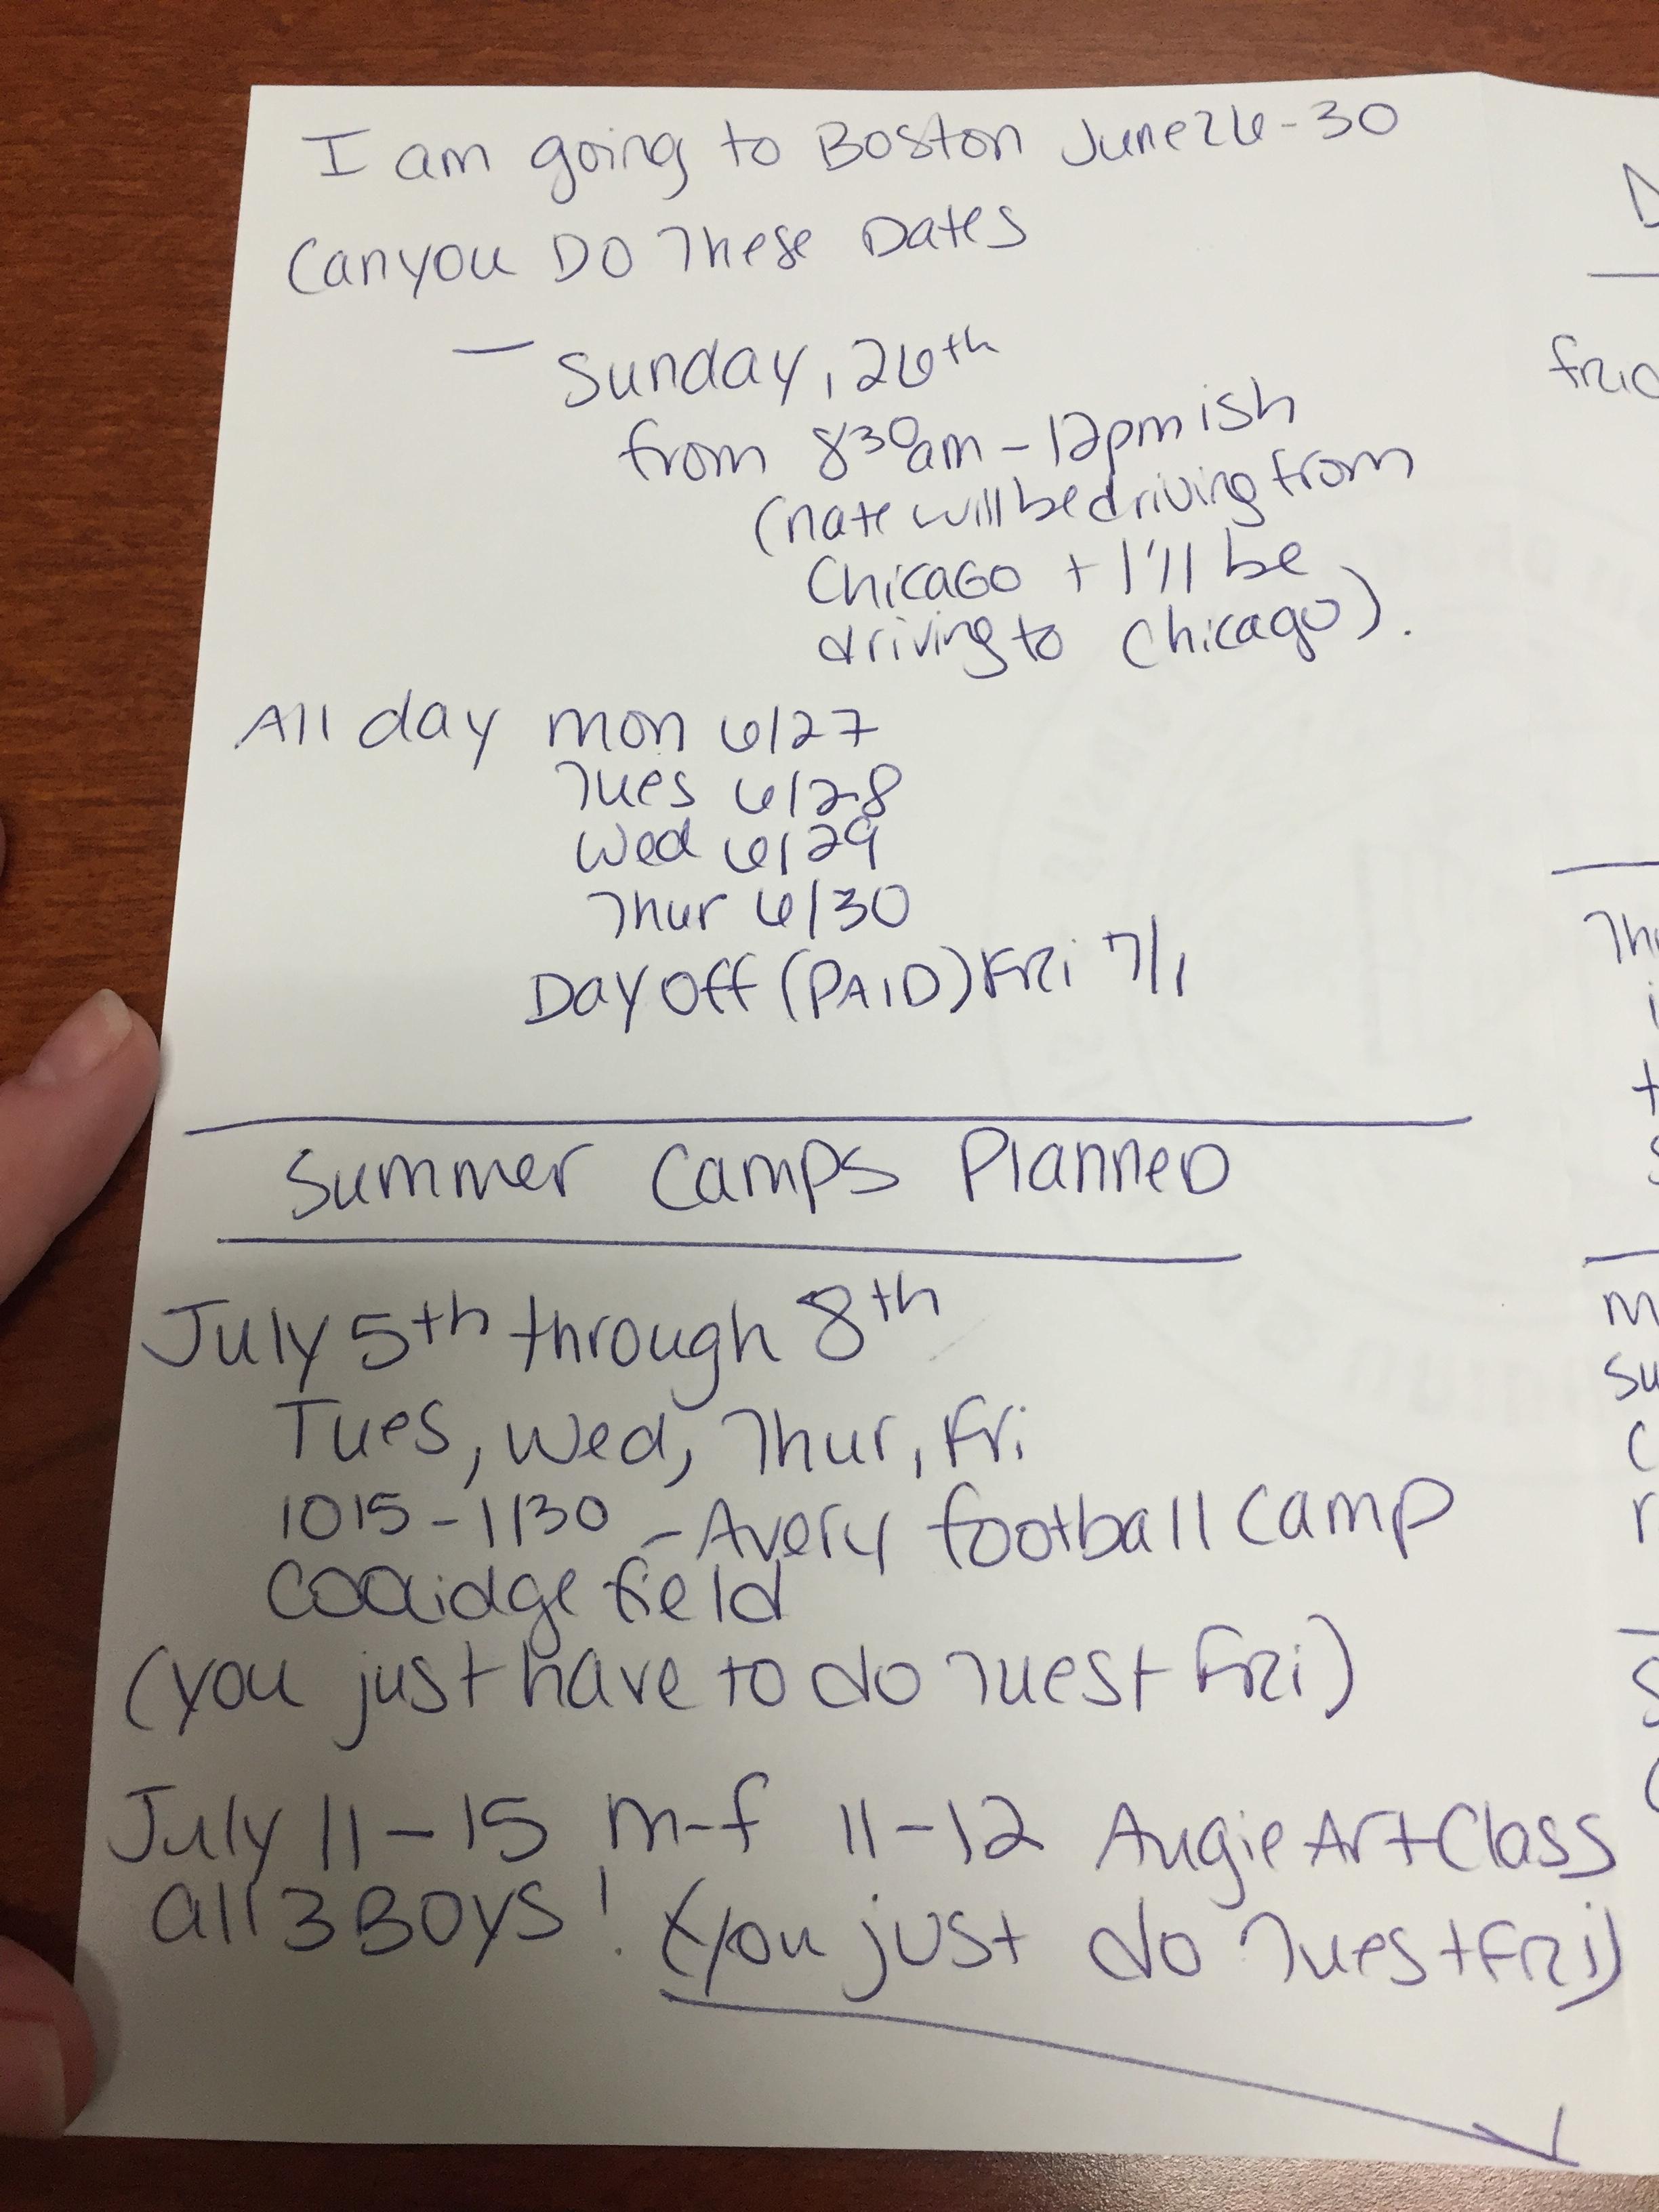 I am going to Boston June 26-30
Can you Do These Dates
— Sunday, 26th
from 830am - 12pmish
(nate will be driving from
Chicago + I'll be
driving to Chicago).
All day Mon 6/27
Tues 6/28
Wed 6/29
Thur 6/30
DAY OFF (PAID) Fri 7/1
Summer Camps Planned
July 5th through 8th
Tues, Wed, Thur, Fri
1015 - 1130 - Avery football camp
Coolidge field
(you just have to do Tues + Fri)
July 11 - 15 m-f 11-12 Augie Art Class
all 3 Boys! (you just do Tues + Fri)